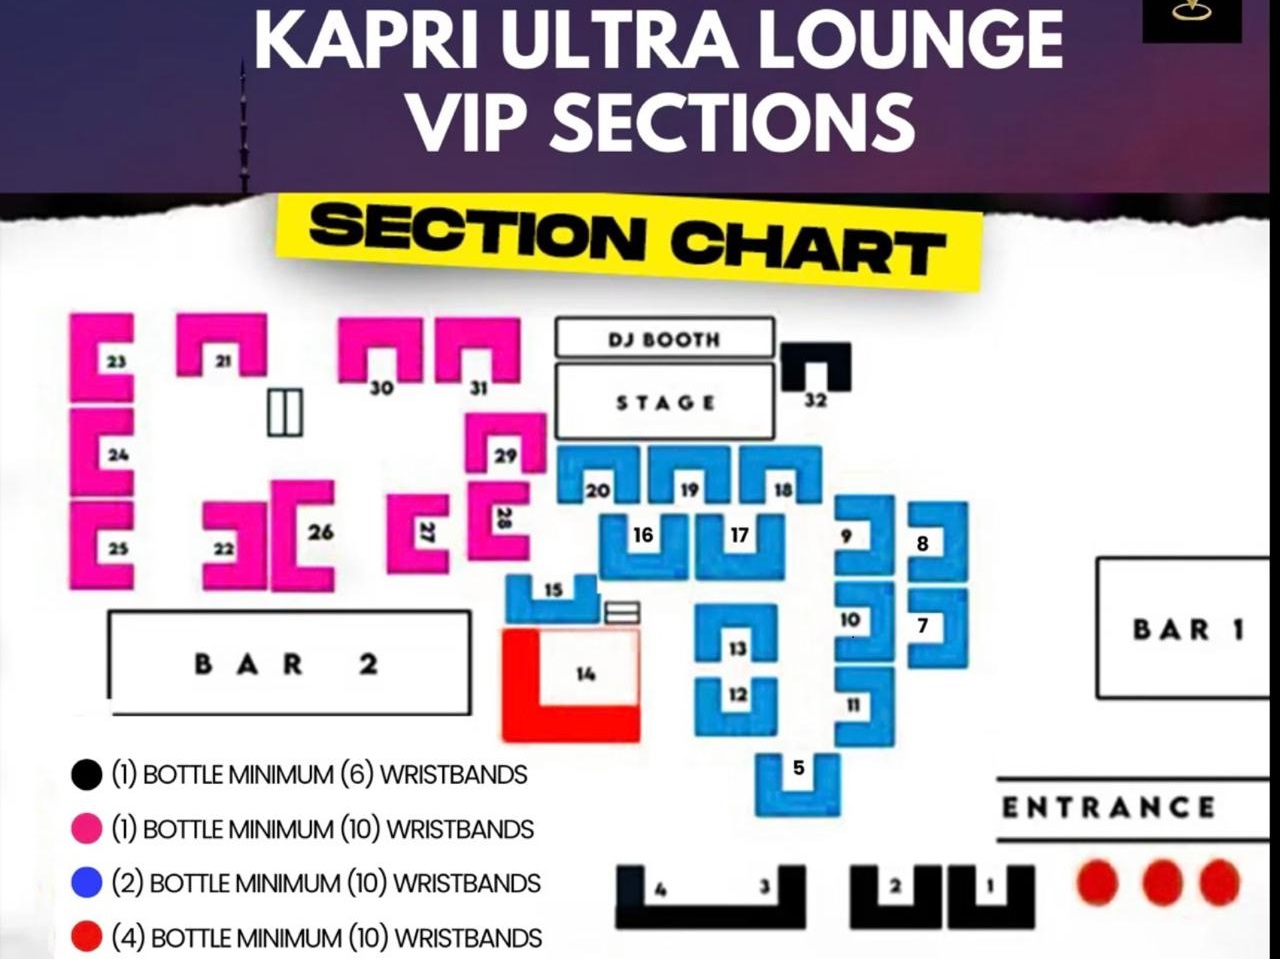 KAPRI ULTRA LOUNGE
VIP SECTIONS
SECTION CHART
23
21
30
31
DJ BOOTH
STAGE
32
24
29
20
19
18
25
22
26
27
28
16
17
9
8
15
13
10
7
BAR 2
14
12
11
BAR 1
5
(1) BOTTLE MINIMUM (6) WRISTBANDS
(1) BOTTLE MINIMUM (10) WRISTBANDS
(2) BOTTLE MINIMUM (10) WRISTBANDS
(4) BOTTLE MINIMUM (10) WRISTBANDS
ENTRANCE
4
3
2
1